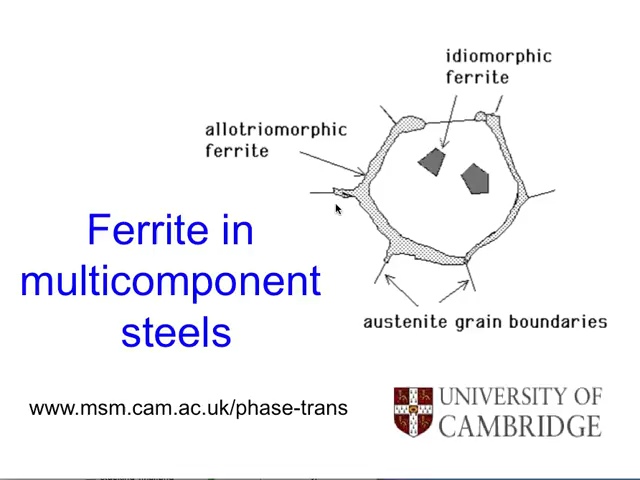 idiomorphic
ferrite
allotriomorphic
ferrite
Ferrite in
multicomponent
steels
austenite grain boundaries
www.msm.cam.ac.uk/phase-trans
UNIVERSITY OF
CAMBRIDGE